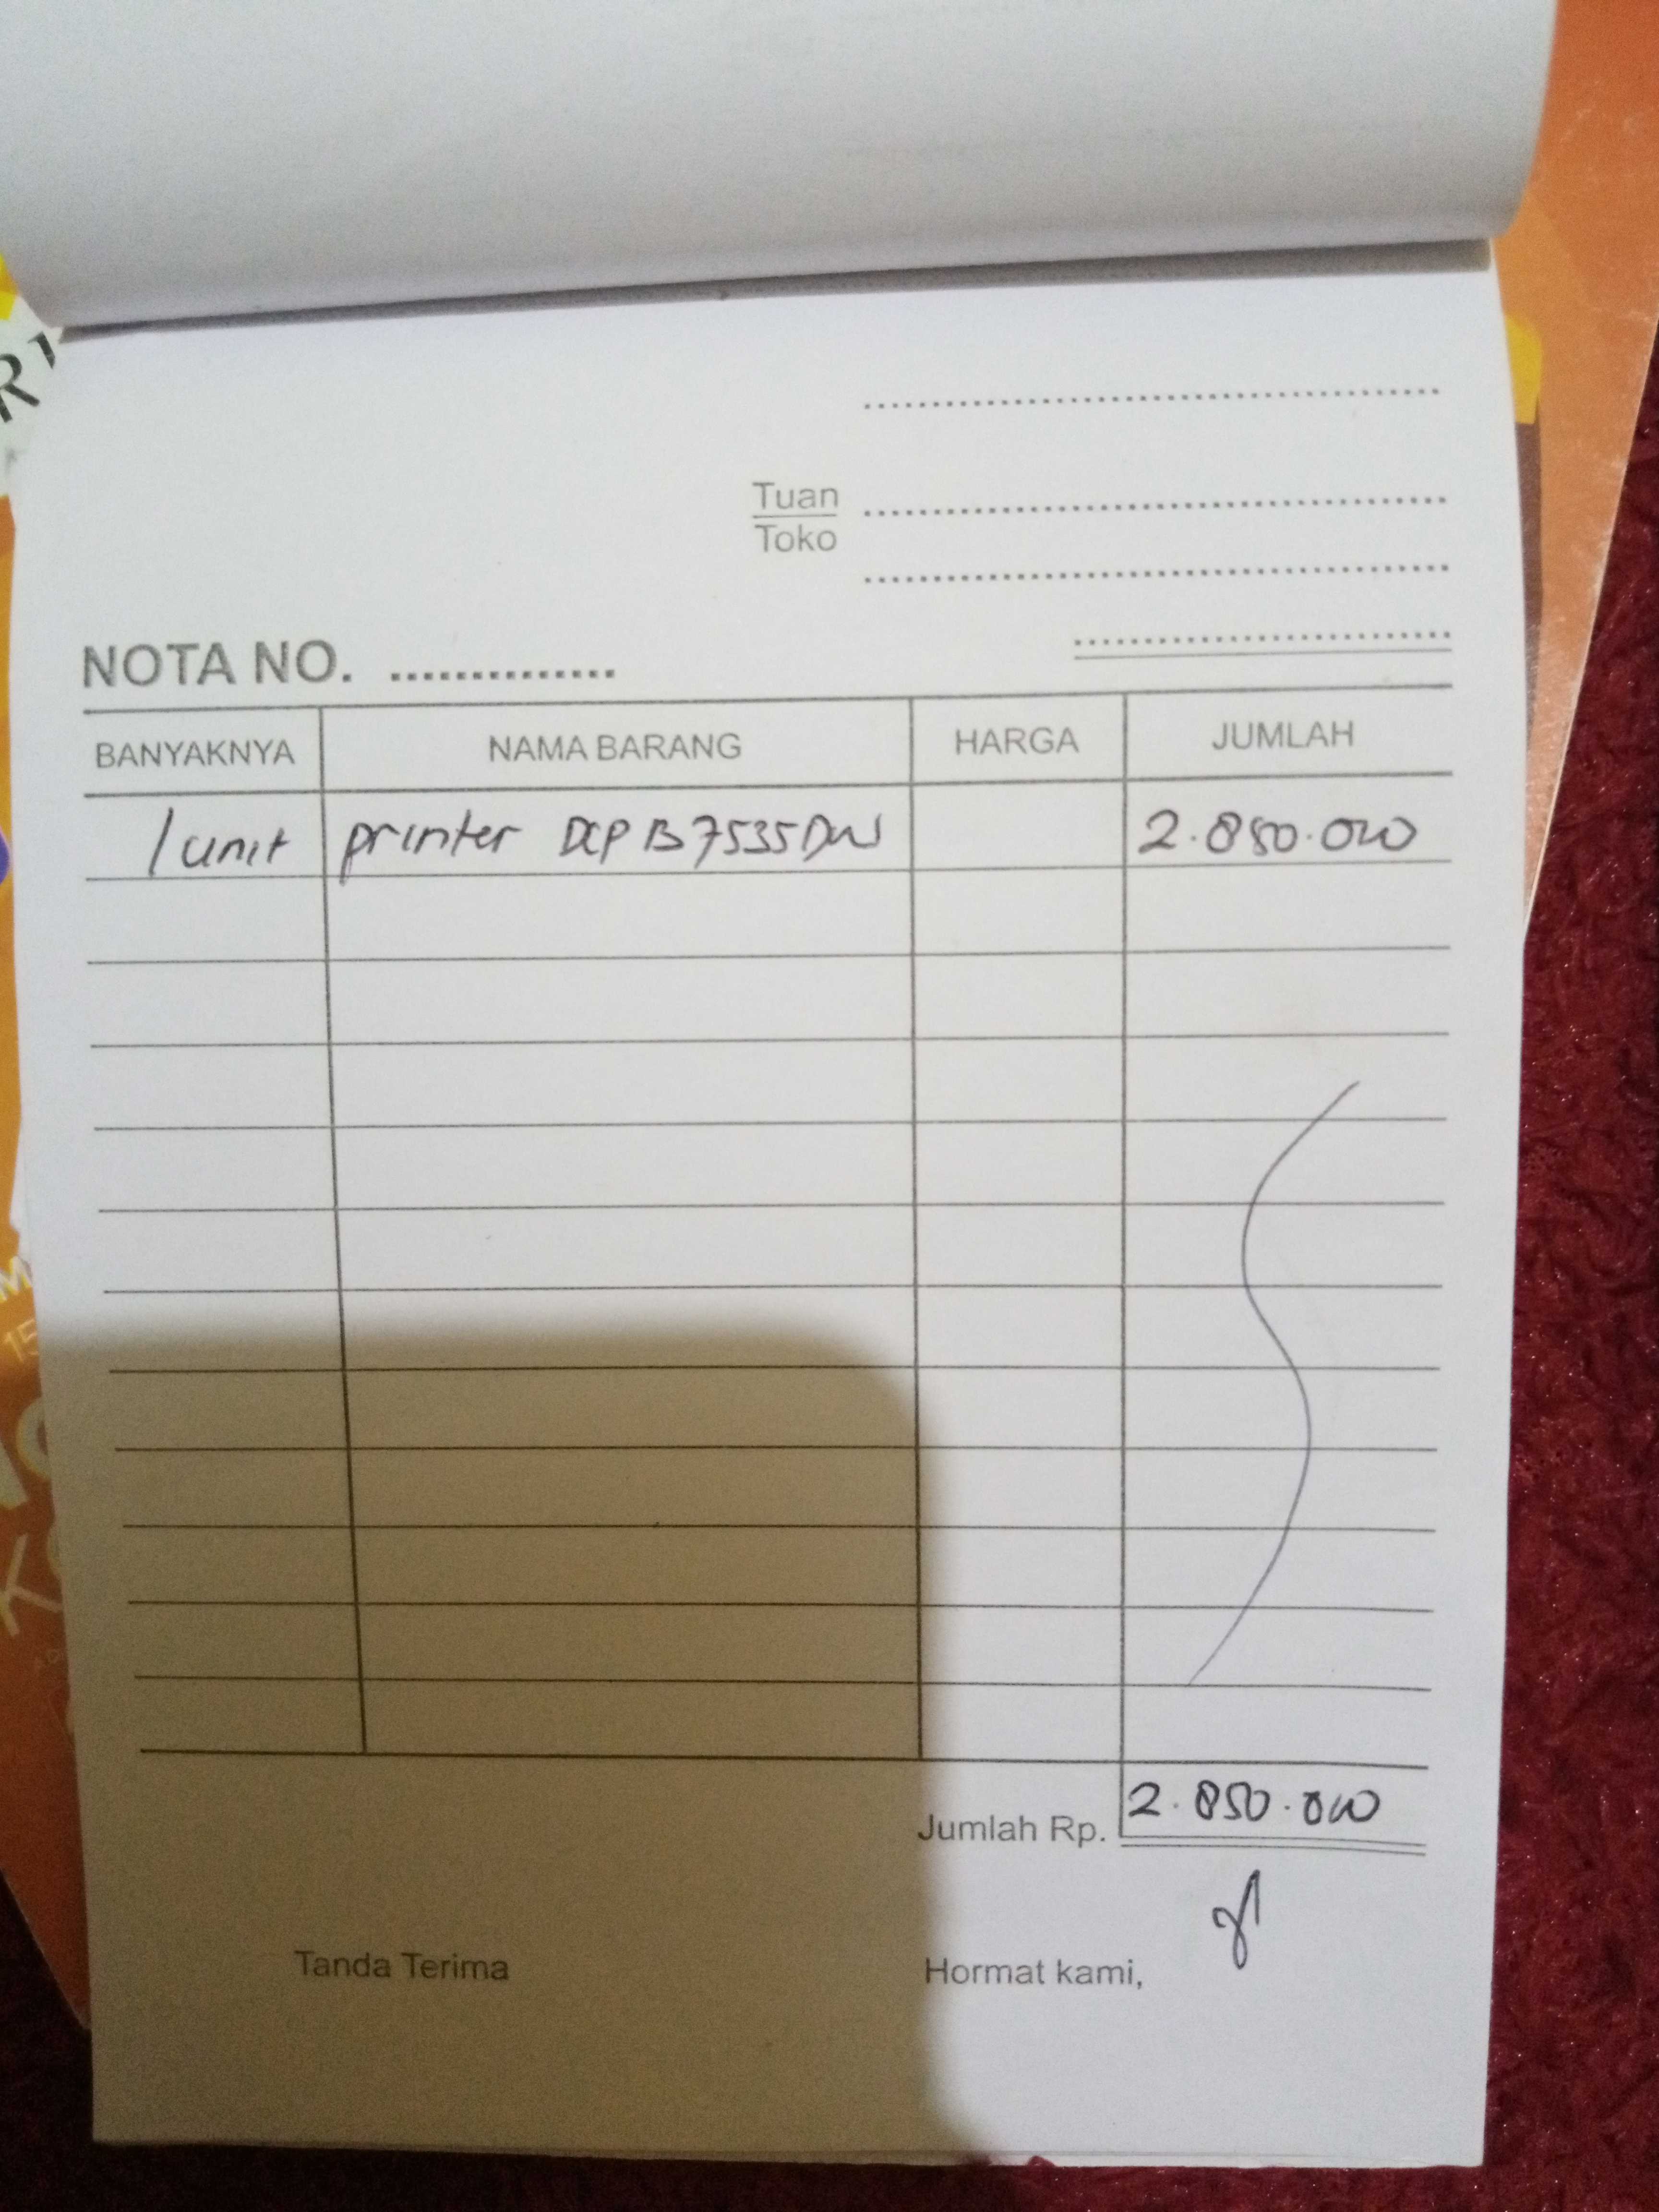 Tuan
Toko
NOTA NO. ..............
BANYAKNYA NAMA BARANG HARGA JUMLAH
1 unit printer DCP B7535DW 2.850.000
Jumlah Rp. 2.850.000
Tanda Terima Hormat kami,